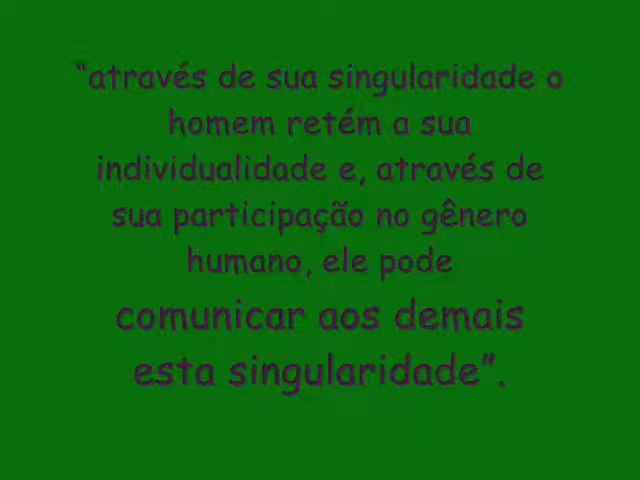 “através de sua singularidade o
homem retém a sua
individualidade e, através de
sua participação no gênero
humano, ele pode
comunicar aos demais
esta singularidade”.